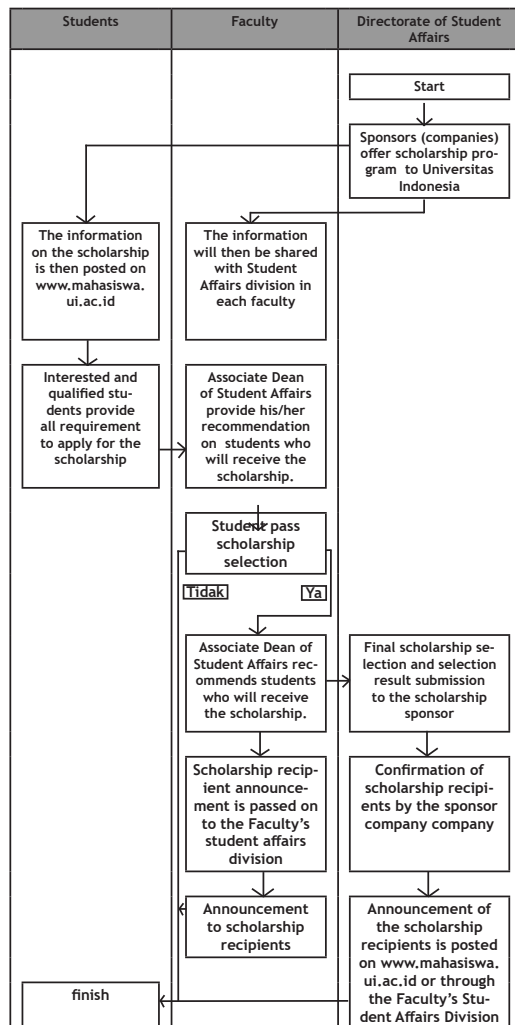 Students
Faculty
Directorate of Student
Affairs
Start
Sponsors (companies)
offer scholarship pro-
gram to Universitas
Indonesia
The information
on the scholarship
is then posted on
www.mahasiswa.
ui.ac.id
The information
will then be shared
with Student
Affairs division in
each faculty
Interested and
qualified stu-
dents provide
all requirement
to apply for the
scholarship
Associate Dean
of Student Affairs
provide his/her
recommendation
on students who
will receive the
scholarship.
Student pass
scholarship
selection
Tidak
Ya
Associate Dean of
Student Affairs rec-
ommends students
who will receive
the scholarship.
Final scholarship se-
lection and selection
result submission
to the scholarship
sponsor
Scholarship recip-
ient announce-
ment is passed on
to the Faculty's
student affairs
division
Confirmation of
scholarship recipi-
ents by the sponsor
company company
Announcement
to scholarship
recipients
Announcement of
the scholarship
recipients is posted
on www.mahasiswa.
ui.ac.id or through
the Faculty's Stu-
dent Affairs Division
finish